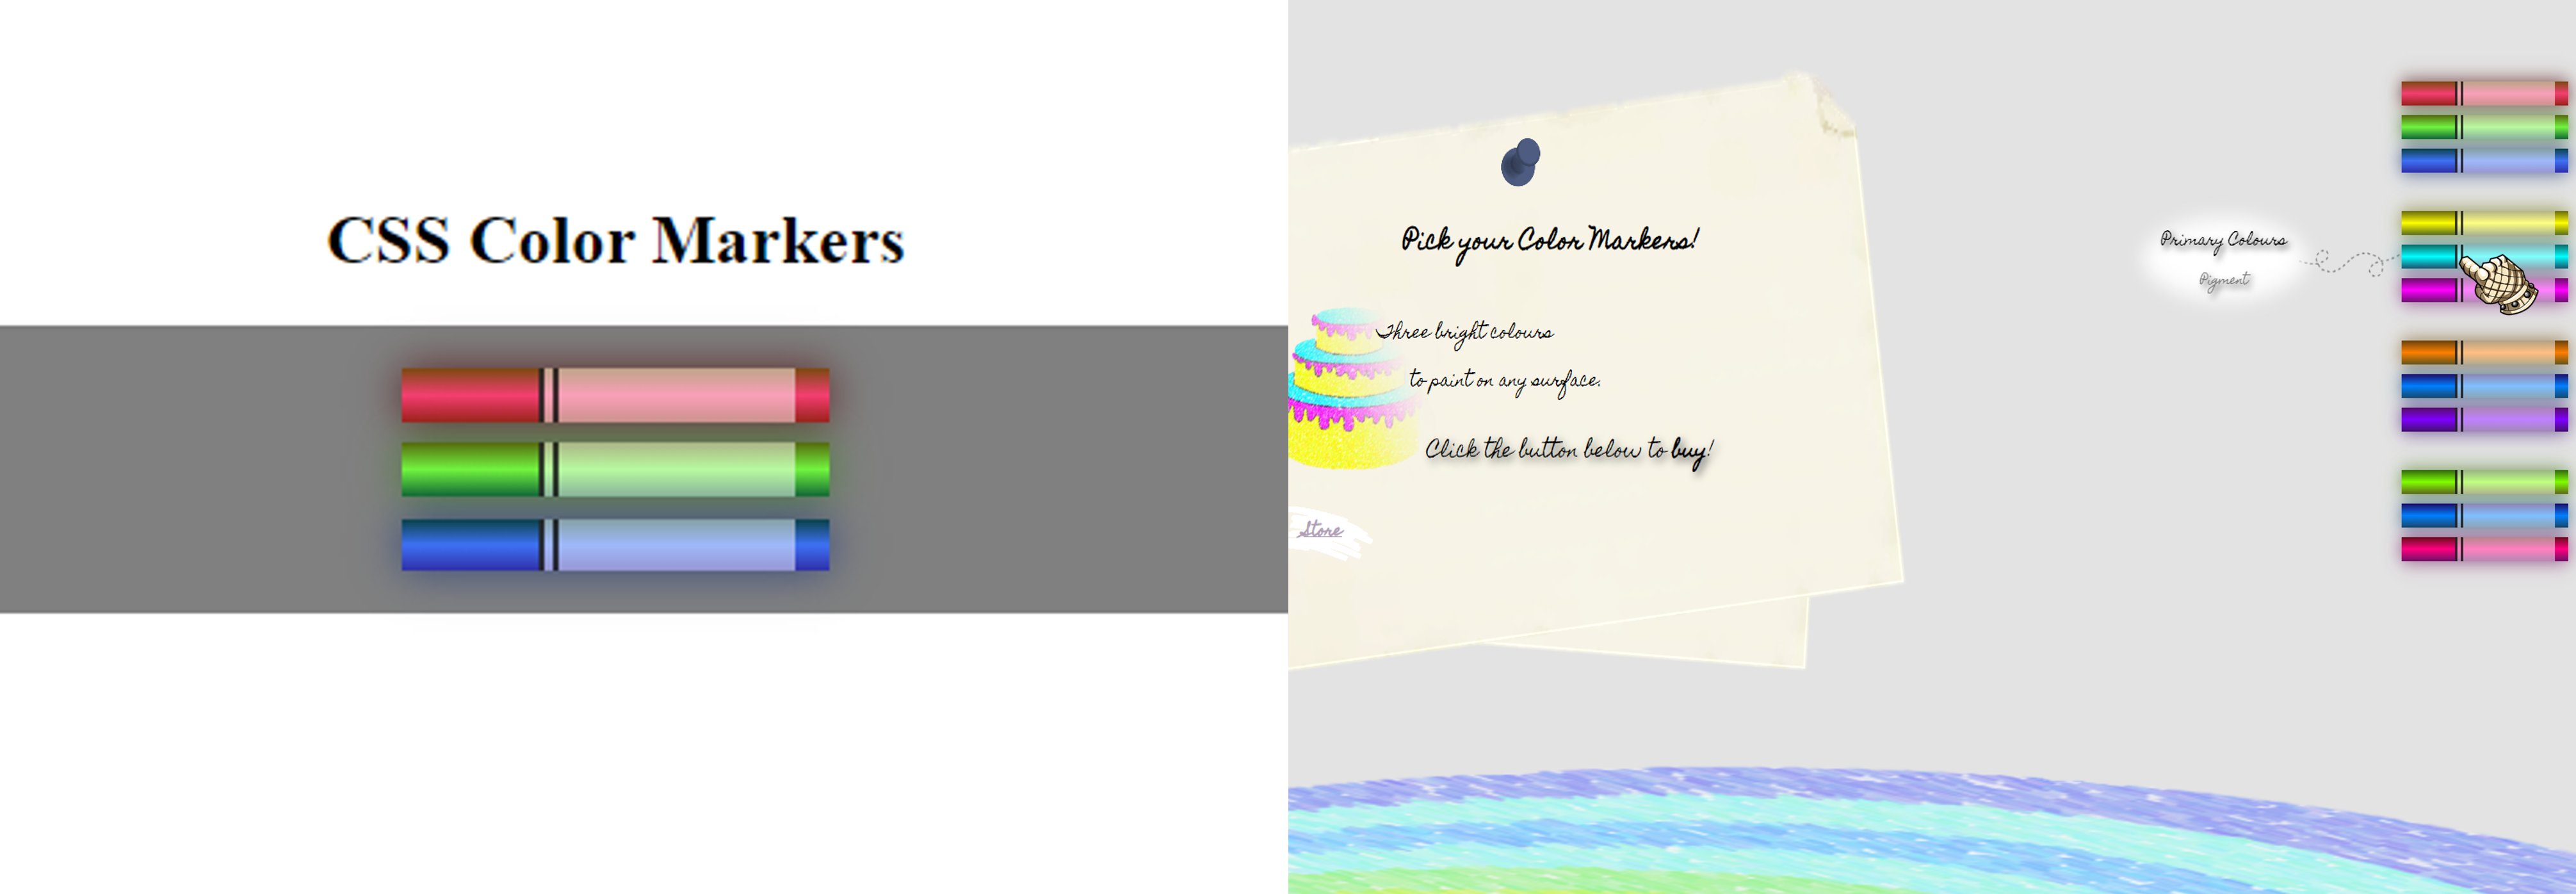 CSS Color Markers
Pick your Color Markers!
Three bright colours
to paint on any surface.
Click the button below to buy!
Store
Primary Colours
Pigment